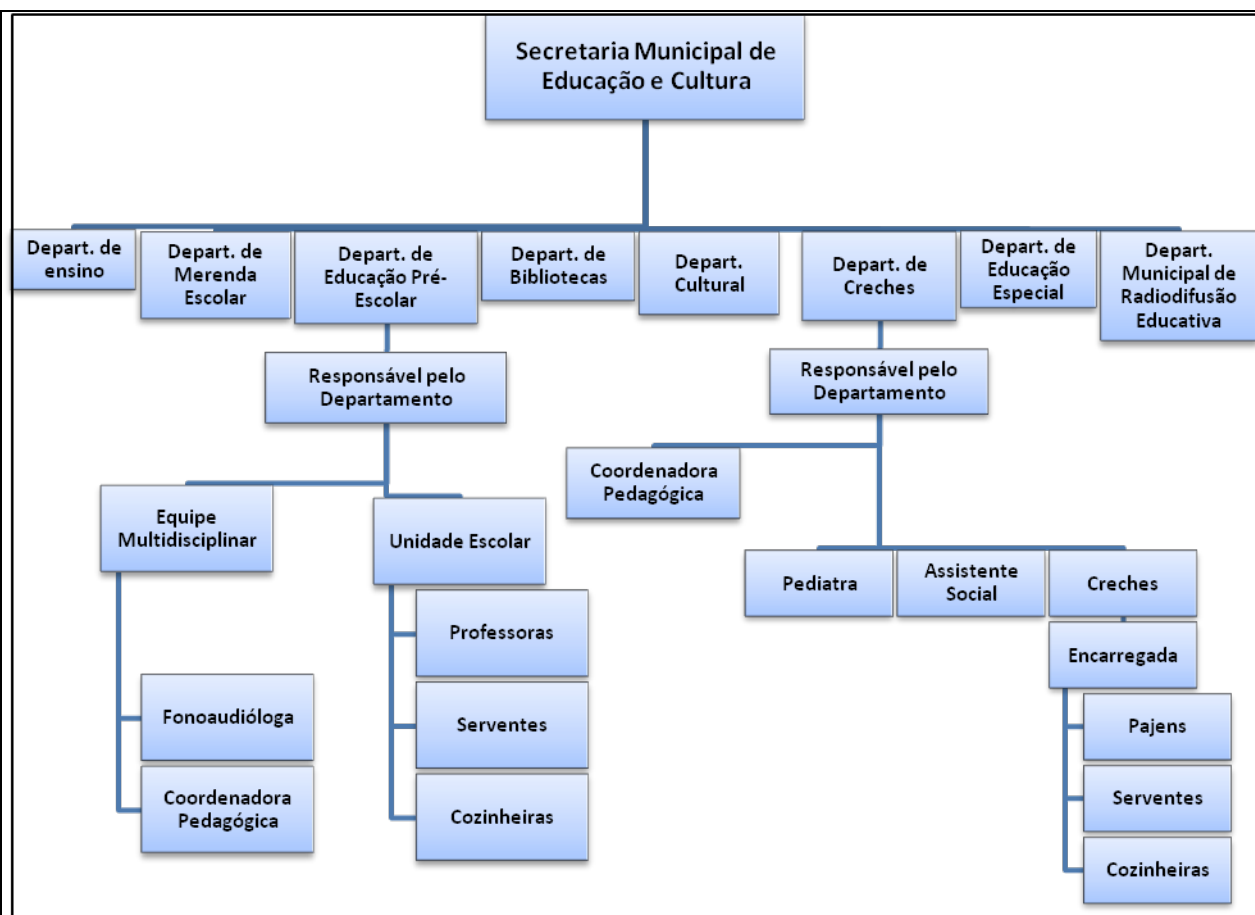 Secretaria Municipal de
Educação e Cultura
Depart. de
ensino
Depart. de
Merenda
Escolar
Depart. de
Educação Pré-
Escolar
Depart. de
Bibliotecas
Depart.
Cultural
Depart. de
Creches
Depart. de
Educação
Especial
Depart.
Municipal de
Radiodifusão
Educativa
Responsável pelo
Departamento
Responsável pelo
Departamento
Coordenadora
Pedagógica
Equipe
Multidisciplinar
Unidade Escolar
Pediatra
Assistente
Social
Creches
Professoras
Encarregada
Fonoaudióloga
Serventes
Pajens
Coordenadora
Pedagógica
Cozinheiras
Serventes
Cozinheiras